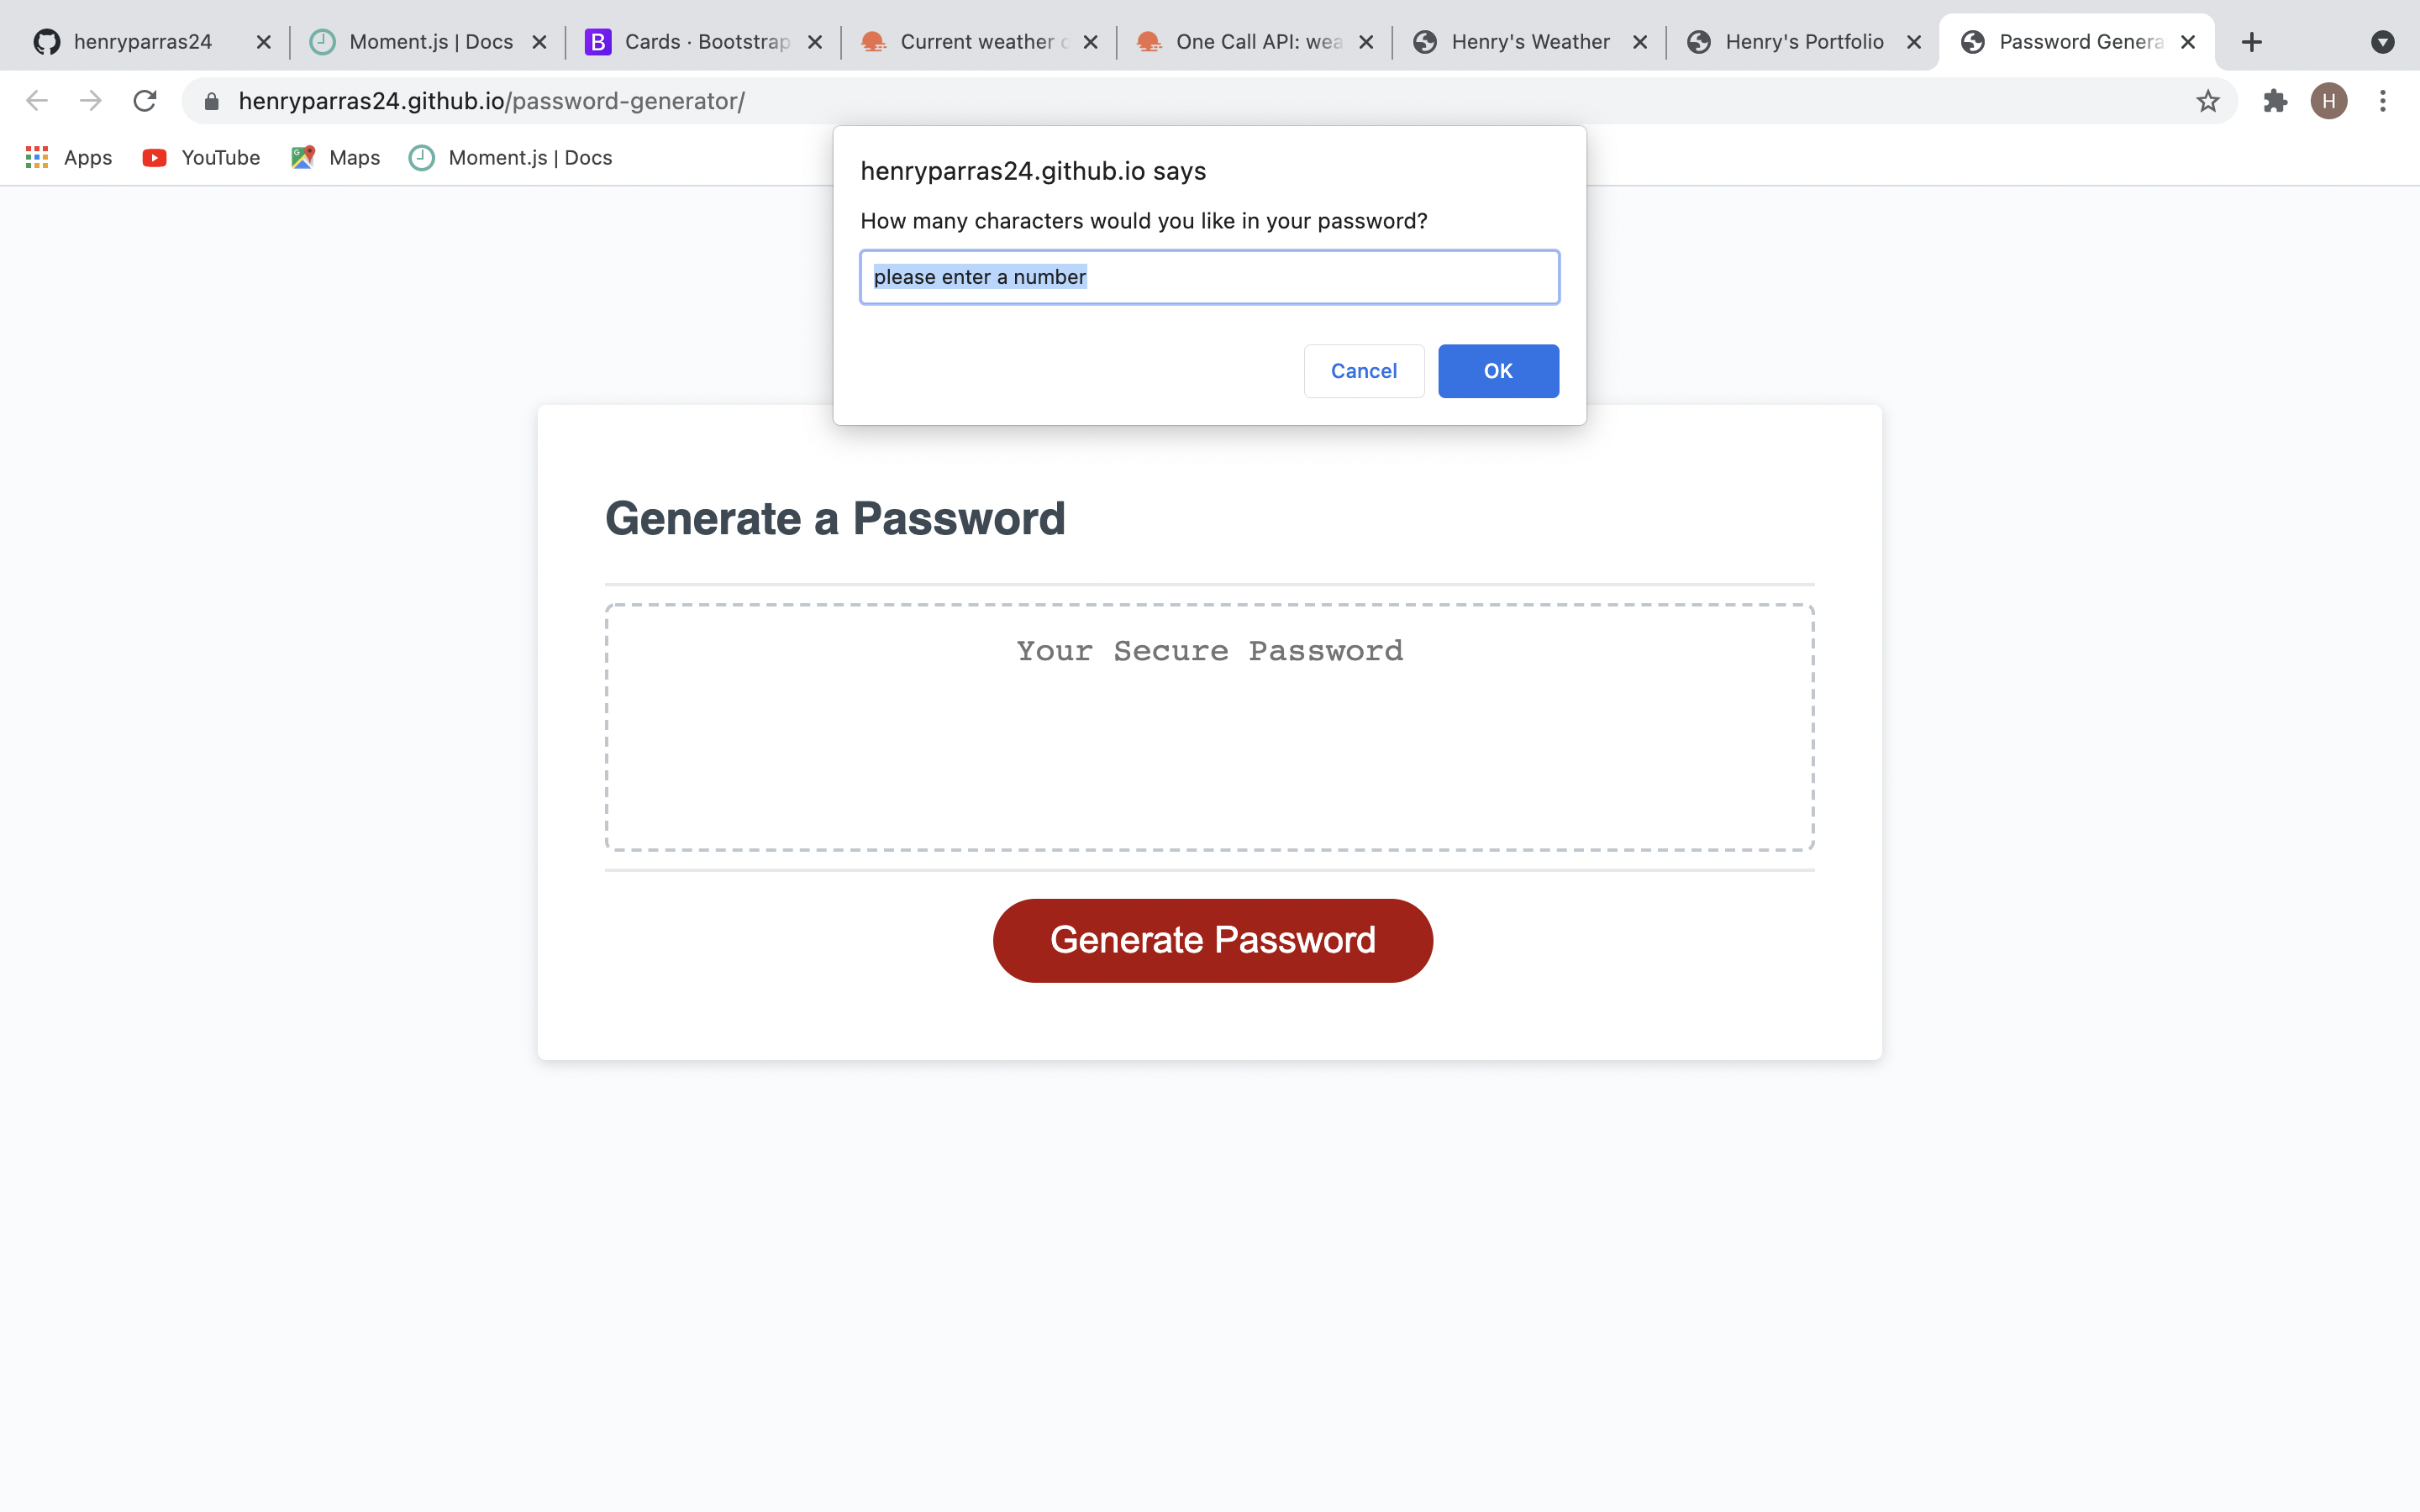 henryparras24
Moment.js | Docs
B
Cards · Bootstrap
Current weather
One Call API: wea
Henry's Weather
Henry's Portfolio
Password Genera
henryparras24.github.io/password-generator/
H
Apps
YouTube
Maps
Moment.js | Docs
henryparras24.github.io says
How many characters would you like in your password?
please enter a number
Cancel
OK
Generate a Password
Your Secure Password
Generate Password